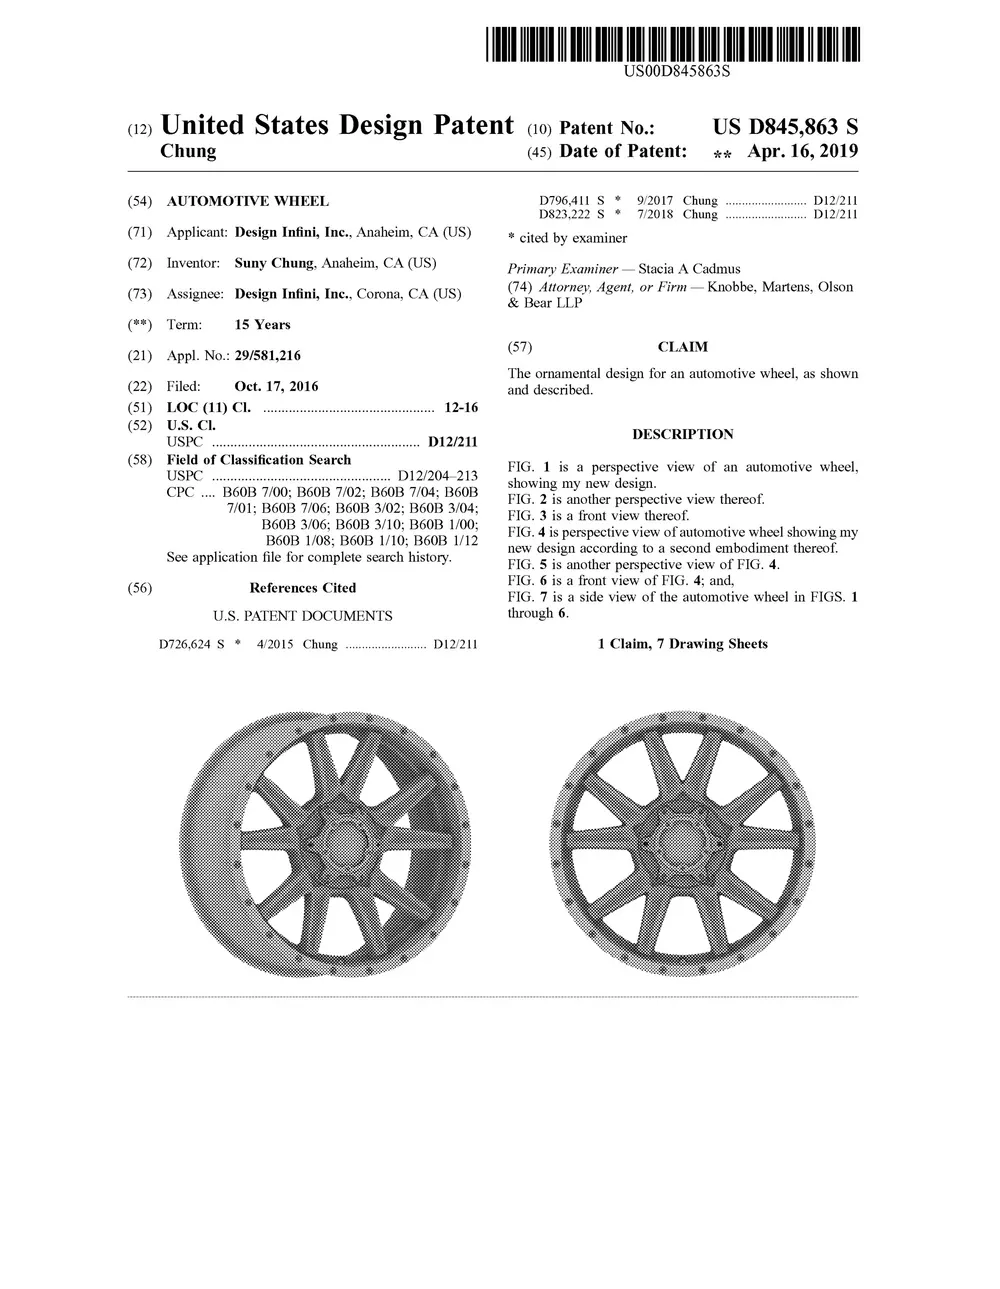 US00D845863S
(12) United States Design Patent
Chung
(10) Patent No.: US D845,863 S
(45) Date of Patent: ** Apr. 16, 2019
(54) AUTOMOTIVE WHEEL
(71) Applicant: Design Infini, Inc., Anaheim, CA (US)
(72) Inventor: Suny Chung, Anaheim, CA (US)
(73) Assignee: Design Infini, Inc., Corona, CA (US)
(**) Term: 15 Years
(21) Appl. No.: 29/581,216
(22) Filed: Oct. 17, 2016
(51) LOC (11) Cl. ............................................... 12-16
(52) U.S. Cl.
USPC ......................................................... D12/211
(58) Field of Classification Search
USPC ................................................. D12/204–213
CPC .... B60B 7/00; B60B 7/02; B60B 7/04; B60B
7/01; B60B 7/06; B60B 3/02; B60B 3/04;
B60B 3/06; B60B 3/10; B60B 1/00;
B60B 1/08; B60B 1/10; B60B 1/12
See application file for complete search history.
(56) References Cited
U.S. PATENT DOCUMENTS
D726,624 S * 4/2015 Chung ......................... D12/211
D796,411 S * 9/2017 Chung ......................... D12/211
D823,222 S * 7/2018 Chung ......................... D12/211
* cited by examiner
Primary Examiner — Stacia A Cadmus
(74) Attorney, Agent, or Firm — Knobbe, Martens, Olson
& Bear LLP
(57) CLAIM
The ornamental design for an automotive wheel, as shown
and described.
DESCRIPTION
FIG. 1 is a perspective view of an automotive wheel,
showing my new design.
FIG. 2 is another perspective view thereof.
FIG. 3 is a front view thereof.
FIG. 4 is perspective view of automotive wheel showing my
new design according to a second embodiment thereof.
FIG. 5 is another perspective view of FIG. 4.
FIG. 6 is a front view of FIG. 4; and,
FIG. 7 is a side view of the automotive wheel in FIGS. 1
through 6.
1 Claim, 7 Drawing Sheets